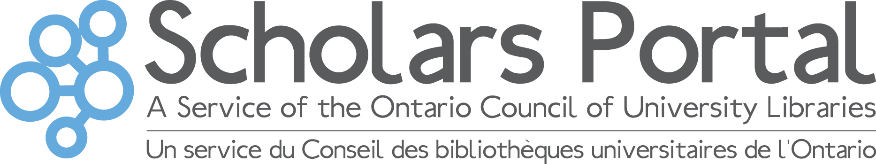 Scholars Portal
A Service of the Ontario Council of University Libraries
Un service du Conseil des bibliothèques universitaires de l'Ontario